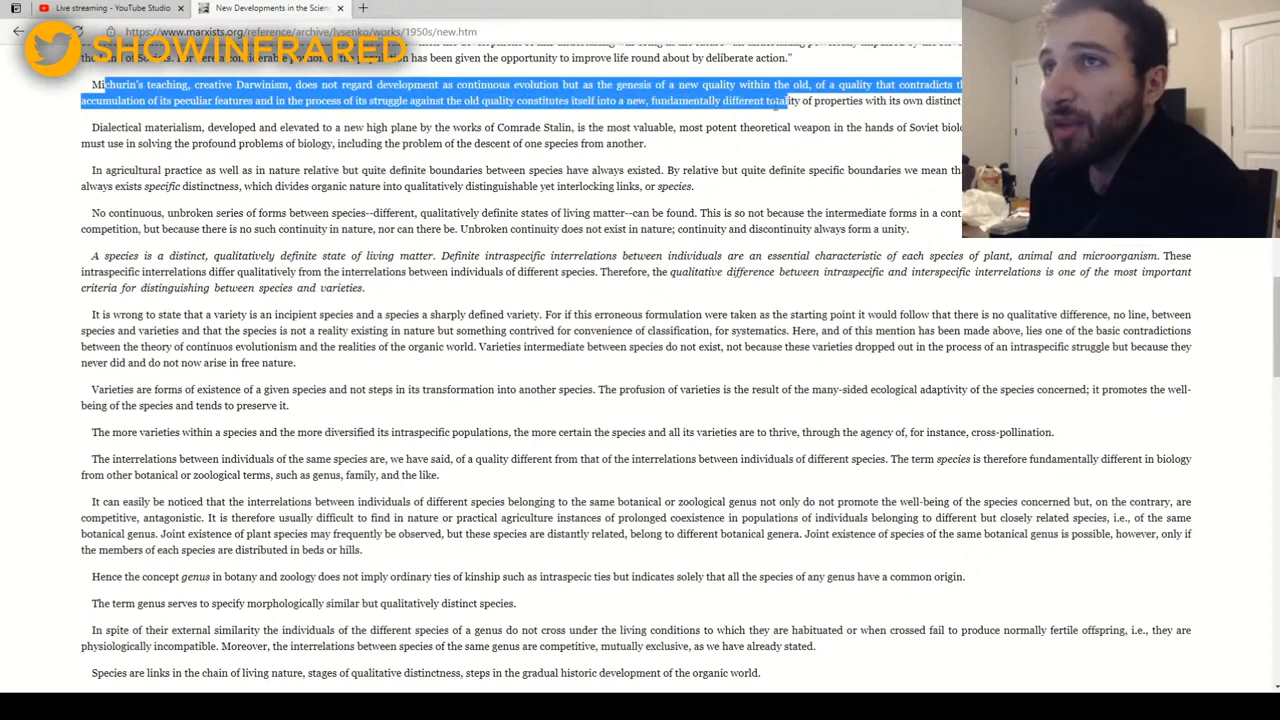 Live streaming - YouTube Studio
New Developments in the Scienc
https://www.marxists.org/reference/archive/lysenko/works/1950s/new.htm
SHOWINERARED
has been given the opportunity to improve life round about by deliberate action."
Michurin's teaching, creative Darwinism, does not regard development as continuous evolution but as the genesis of a new quality within the old, of a quality that contradicts
accumulation of its peculiar features and in the process of its struggle against the old quality constitutes itself into a new, fundamentally different totality of properties with its own distinct
Dialectical materialism, developed and elevated to a new high plane by the works of Comrade Stalin, is the most valuable, most potent theoretical weapon in the hands of Soviet
must use in solving the profound problems of biology, including the problem of the descent of one species from another.
In agricultural practice as well as in nature relative but quite definite boundaries between species have always existed. By relative but quite definite specific boundaries we mean
always exists specific distinctness, which divides organic nature into qualitatively distinguishable yet interlocking links, or species.
No continuous, unbroken series of forms between species--different, qualitatively definite states of living matter--can be found. This is so not because the intermediate forms in a
competition, but because there is no such continuity in nature, nor can there be. Unbroken continuity does not exist in nature; continuity and discontinuity always form a unity.
A species is a distinct, qualitatively definite state of living matter. Definite intraspecific interrelations between individuals are an essential characteristic of each species of plant, animal and microorganism. These
intraspecific interrelations differ qualitatively from the interrelations between individuals of different species. Therefore, the qualitative difference between intraspecific and interspecific interrelations is one of the most important
criteria for distinguishing between species and varieties.
It is wrong to state that a variety is an incipient species and a species a sharply defined variety. For if this erroneous formulation were taken as the starting point it would follow that there is no qualitative difference, no line, between
species and varieties and that the species is not a reality existing in nature but something contrived for convenience of classification, for systematics. Here, and of this mention has been made above, lies one of the basic contradictions
between the theory of continuos evolutionism and the realities of the organic world. Varieties intermediate between species do not exist, not because these varieties dropped out in the process of an intraspecific struggle but because they
never did and do not now arise in free nature.
Varieties are forms of existence of a given species and not steps in its transformation into another species. The profusion of varieties is the result of the many-sided ecological adaptivity of the species concerned; it promotes the well-
being of the species and tends to preserve it.
The more varieties within a species and the more diversified its intraspecific populations, the more certain the species and all its varieties are to thrive, through the agency of, for instance, cross-pollination.
The interrelations between individuals of the same species are, we have said, of a quality different from that of the interrelations between individuals of different species. The term species is therefore fundamentally different in biology
from other botanical or zoological terms, such as genus, family, and the like.
It can easily be noticed that the interrelations between individuals of different species belonging to the same botanical or zoological genus not only do not promote the well-being of the species concerned but, on the contrary, are
competitive, antagonistic. It is therefore usually difficult to find in nature or practical agriculture instances of prolonged coexistence in populations of individuals belonging to different but closely related species, i.e., of the same
botanical genus. Joint existence of plant species may frequently be observed, but these species are distantly related, belong to different botanical genera. Joint existence of species of the same botanical genus is possible, however, only if
the members of each species are distributed in beds or hills.
Hence the concept genus in botany and zoology does not imply ordinary ties of kinship such as intraspecic ties but indicates solely that all the species of any genus have a common origin.
The term genus serves to specify morphologically similar but qualitatively distinct species.
In spite of their external similarity the individuals of the different species of a genus do not cross under the living conditions to which they are habituated or when crossed fail to produce normally fertile offspring, i.e., they are
physiologically incompatible. Moreover, the interrelations between species of the same genus are competitive, mutually exclusive, as we have already stated.
Species are links in the chain of living nature, stages of qualitative distinctness, steps in the gradual historic development of the organic world.